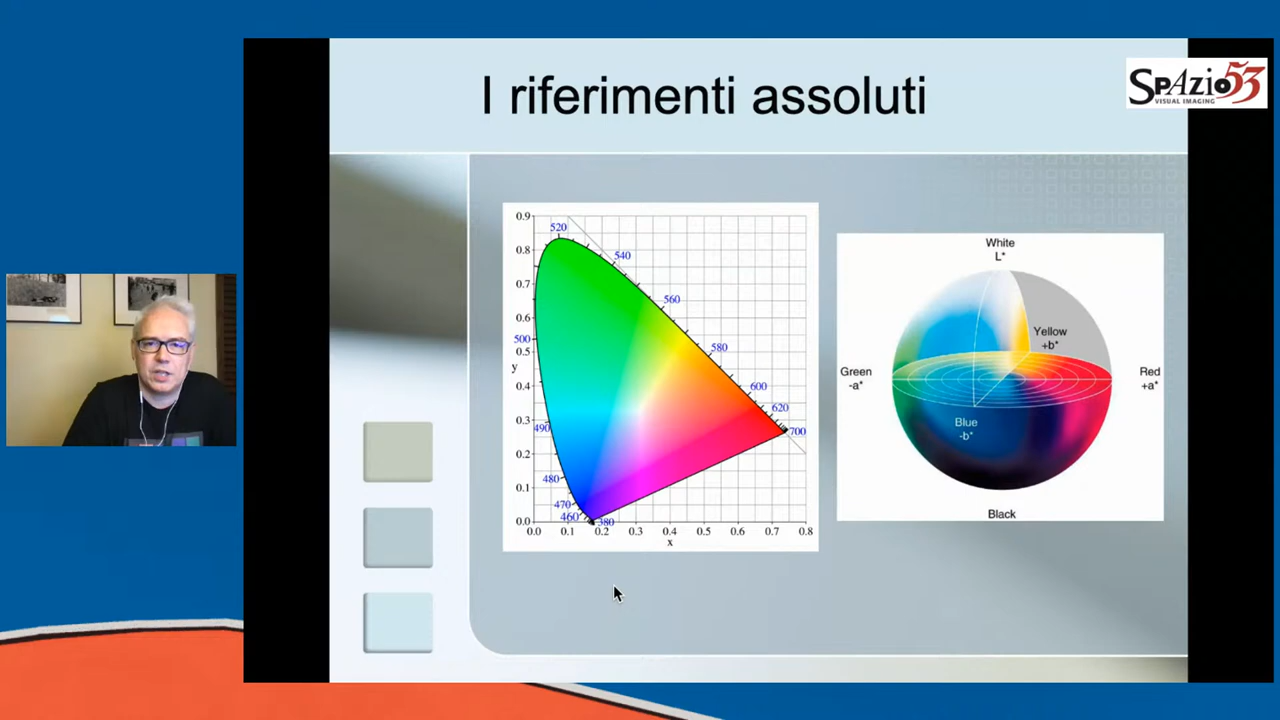 I riferimenti assoluti
SPAzio53
VISUAL IMAGING
0.9
0.8
0.7
0.6
0.5
0.4
0.3
0.2
0.1
0.0
y
0.0 0.1 0.2 0.3 0.4 0.5 0.6 0.7 0.8
x
520
540
560
580
600
620
700
500
490
480
470
460
380
White
L*
Yellow
+b*
Green
-a*
Red
+a*
Blue
-b*
Black